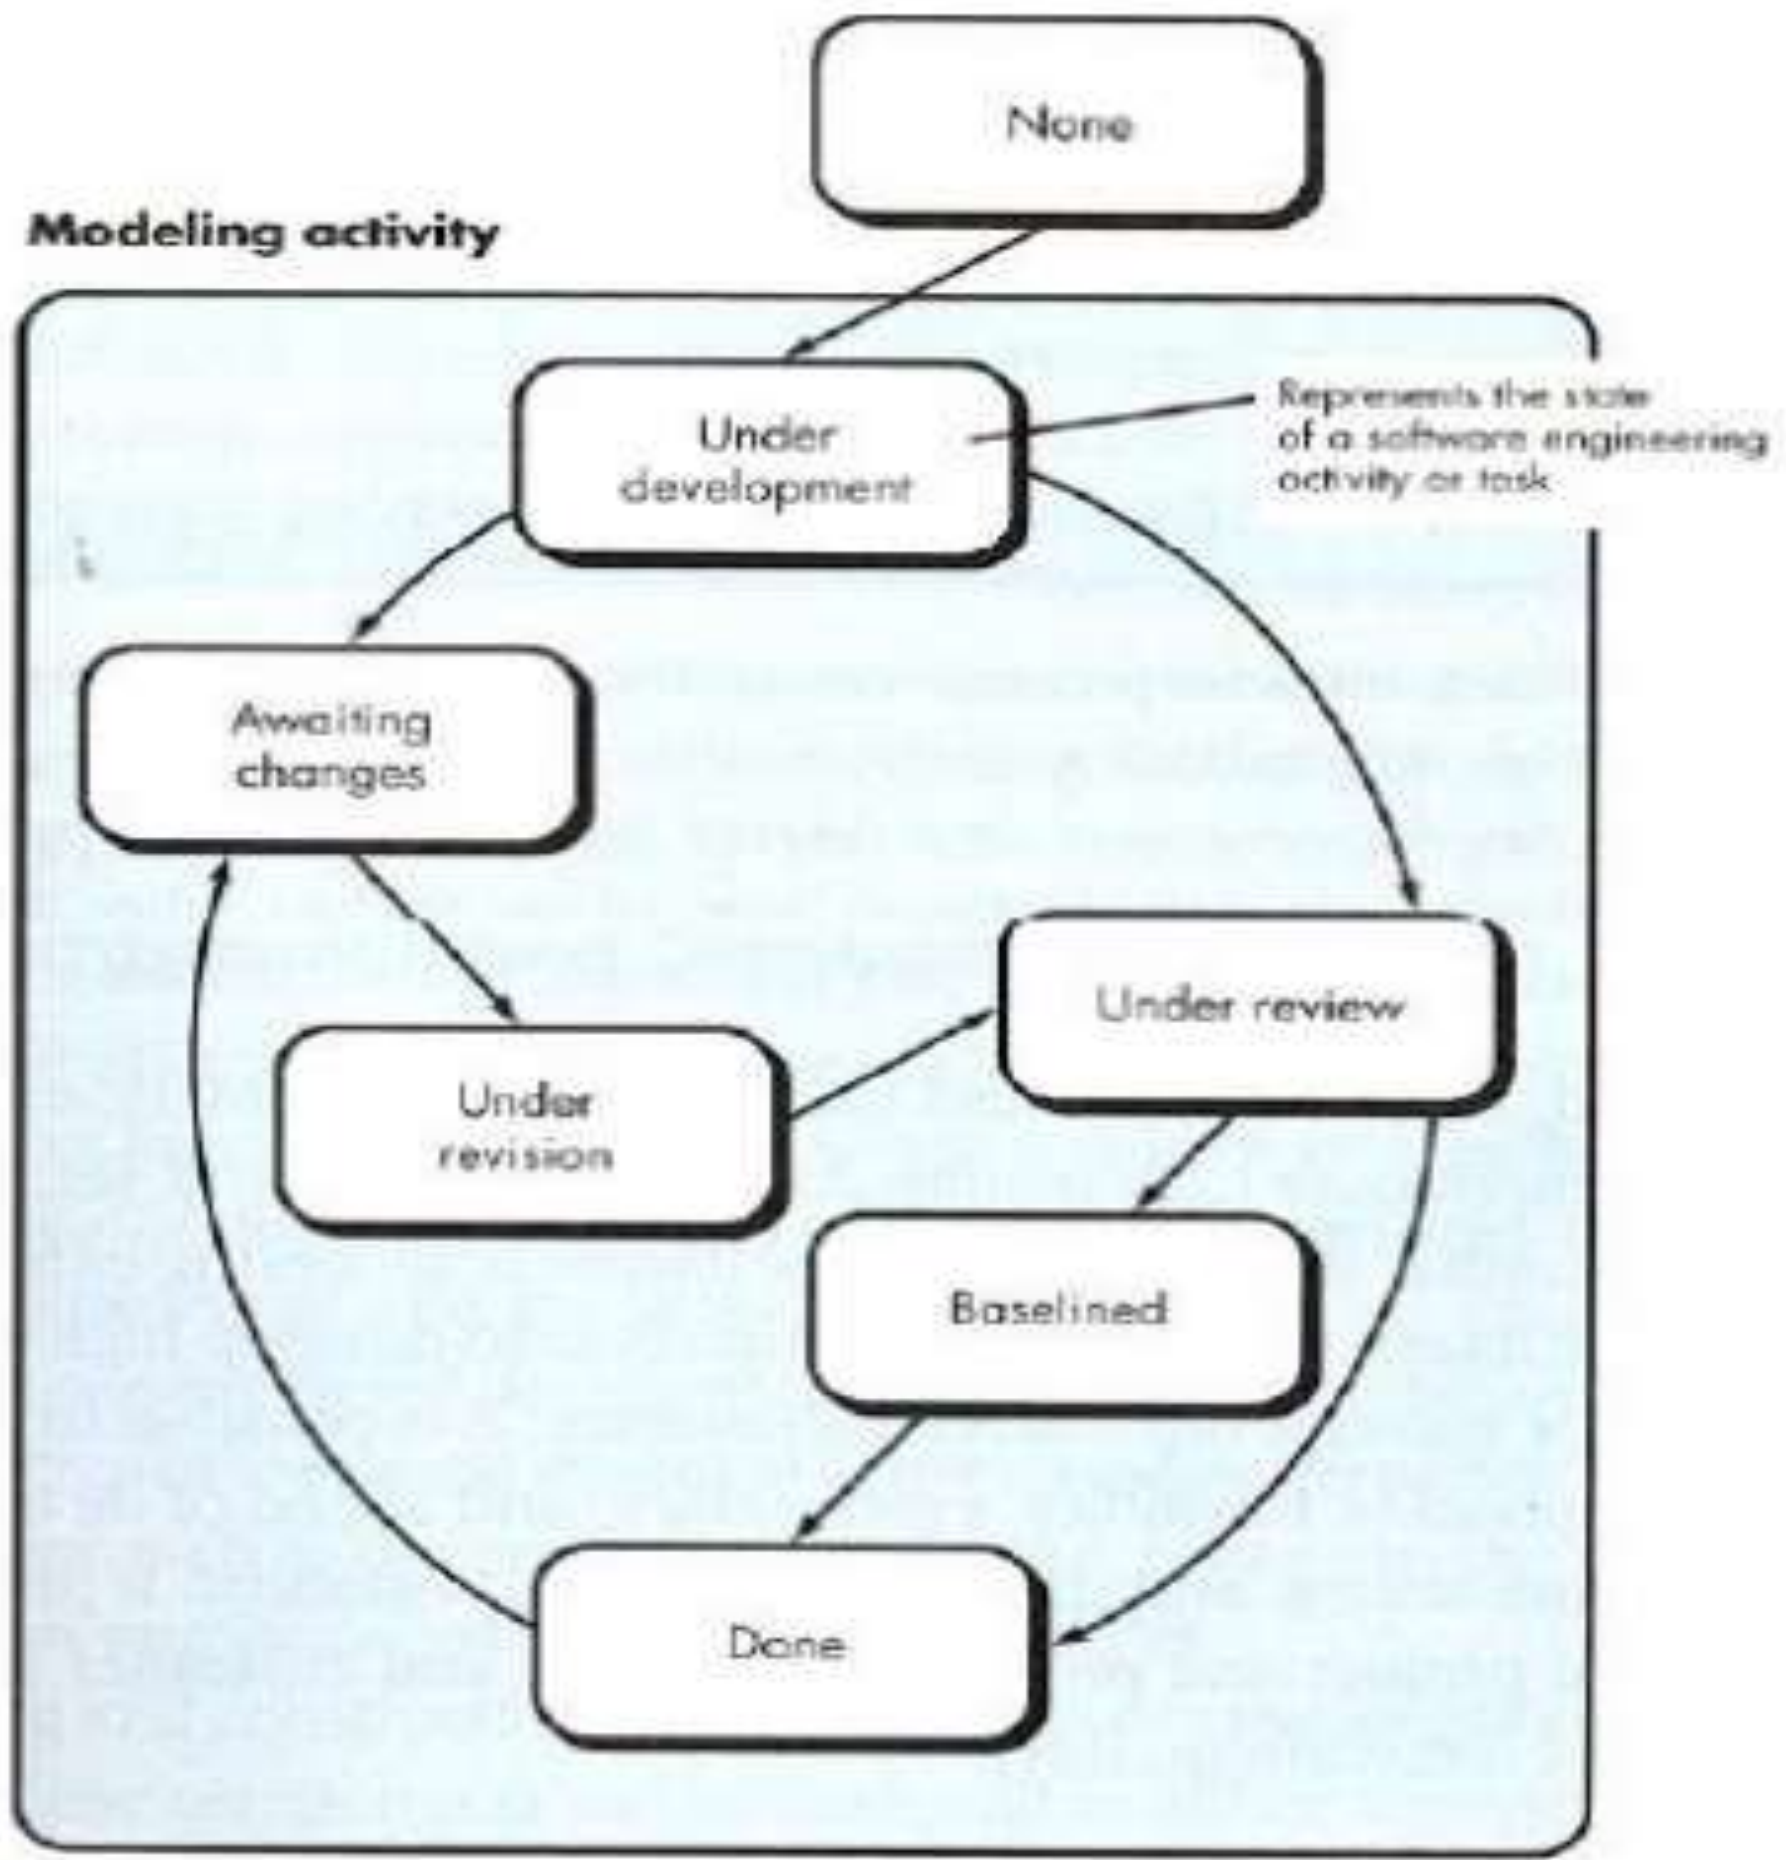 None
Modeling activity
Under
development
Represents the state
of a software engineering
activity or task
Awaiting
changes
Under review
Under
revision
Baselined
Done